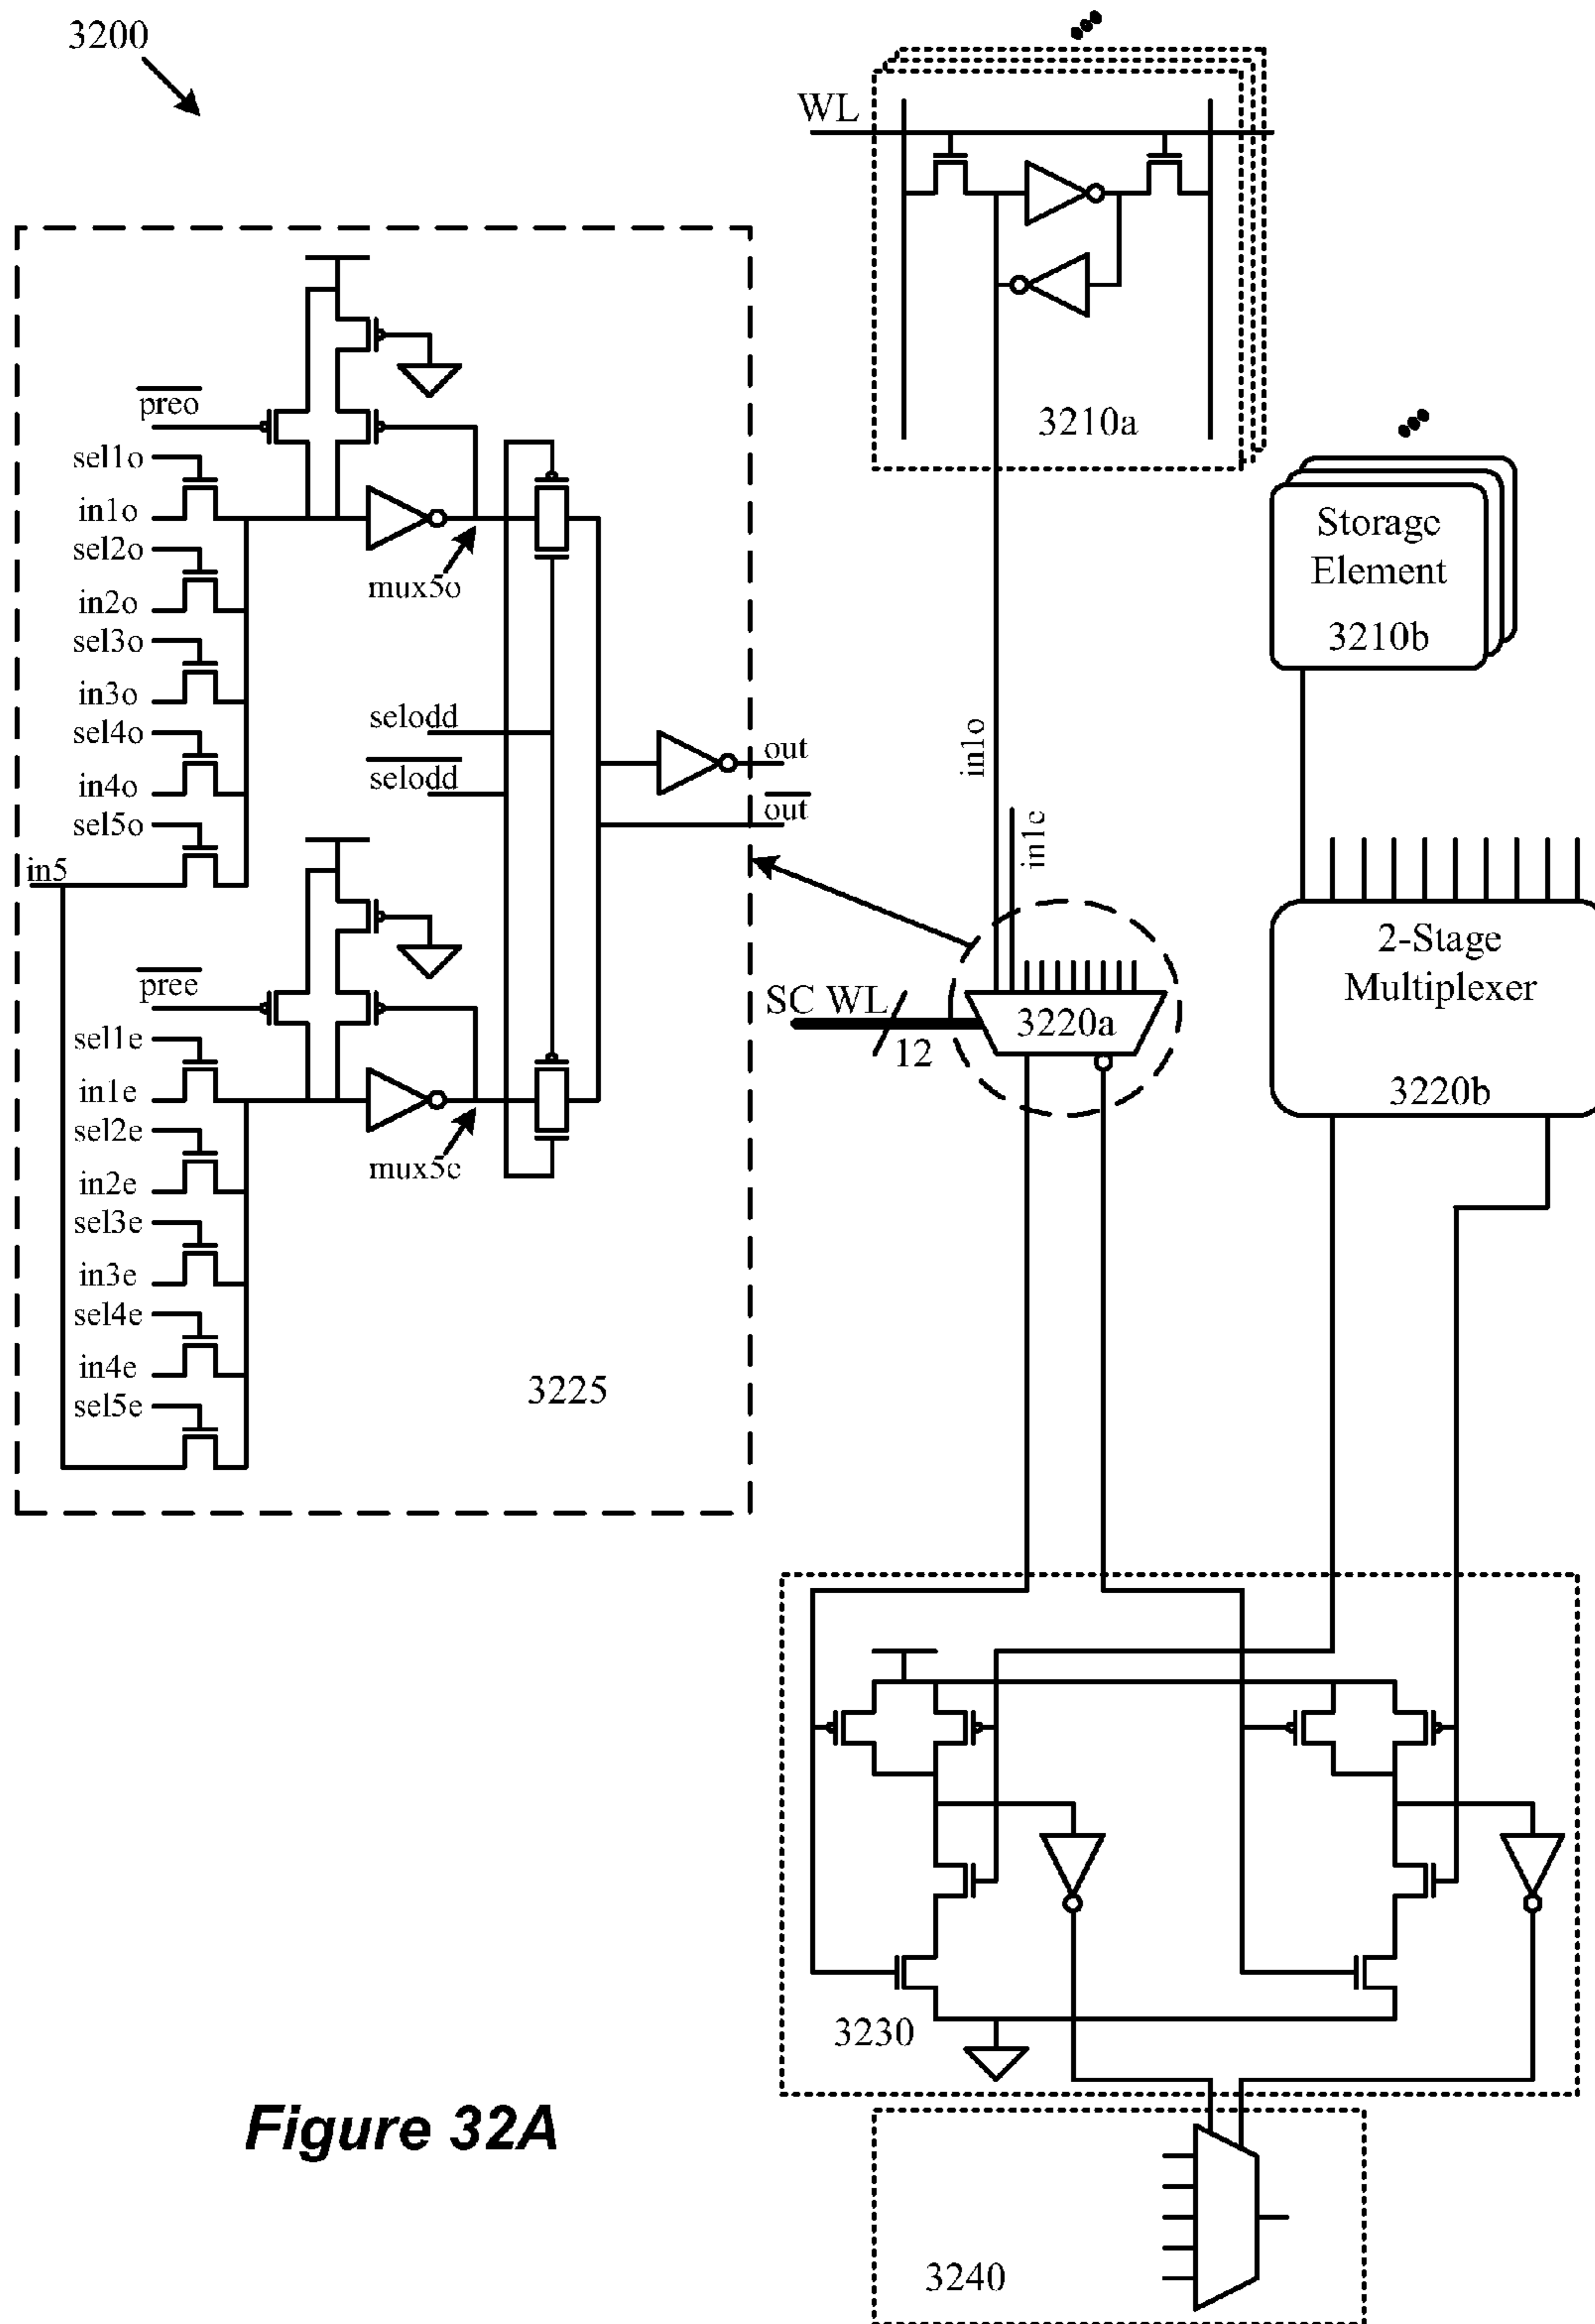 3200
WL
3210a
preo
sel1o
in1o
sel2o
in2o
sel3o
in3o
sel4o
in4o
sel5o
in5
mux5o
selodd
selodd
out
out
pree
sel1e
in1e
sel2e
in2e
sel3e
in3e
sel4e
in4e
sel5e
mux5e
3225
in1o
in1e
Storage
Element
3210b
2-Stage
Multiplexer
3220b
SC WL
12
3220a
3230
3240
Figure 32A